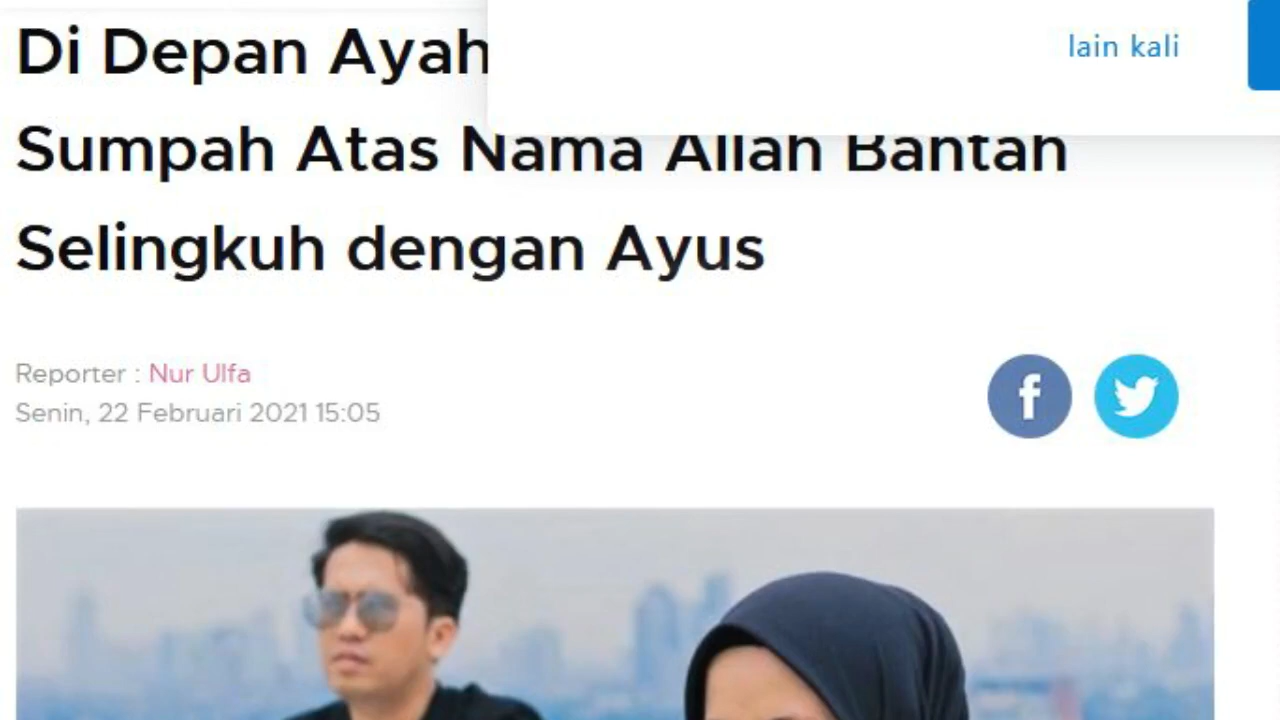 Di Depan Ayah
lain kali
Sumpah Atas Nama Allah Bantah
Selingkuh dengan Ayus
Reporter : Nur Ulfa
Senin, 22 Februari 2021 15:05